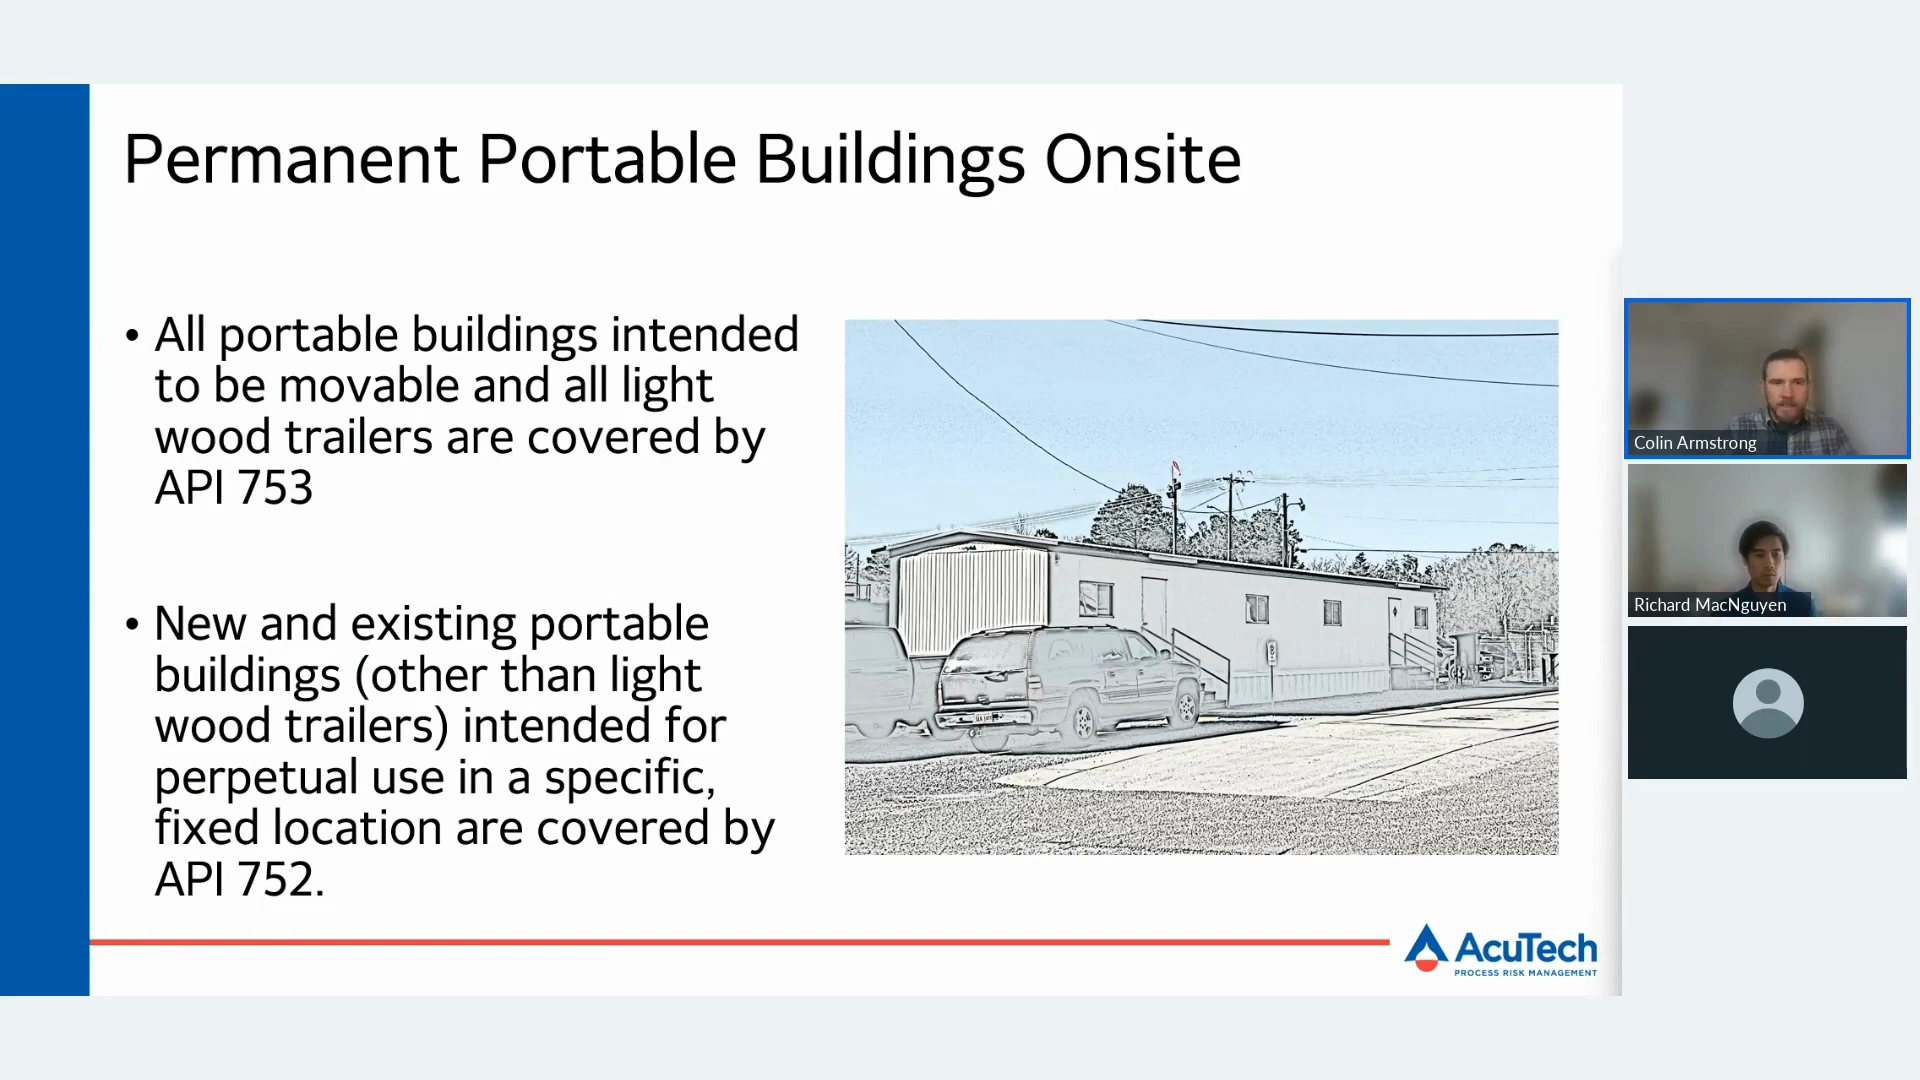 Permanent Portable Buildings Onsite
• All portable buildings intended
to be movable and all light
wood trailers are covered by
API 753
• New and existing portable
buildings (other than light
wood trailers) intended for
perpetual use in a specific,
fixed location are covered by
API 752.
AcuTech
PROCESS RISK MANAGEMENT
Colin Armstrong
Richard MacNguyen